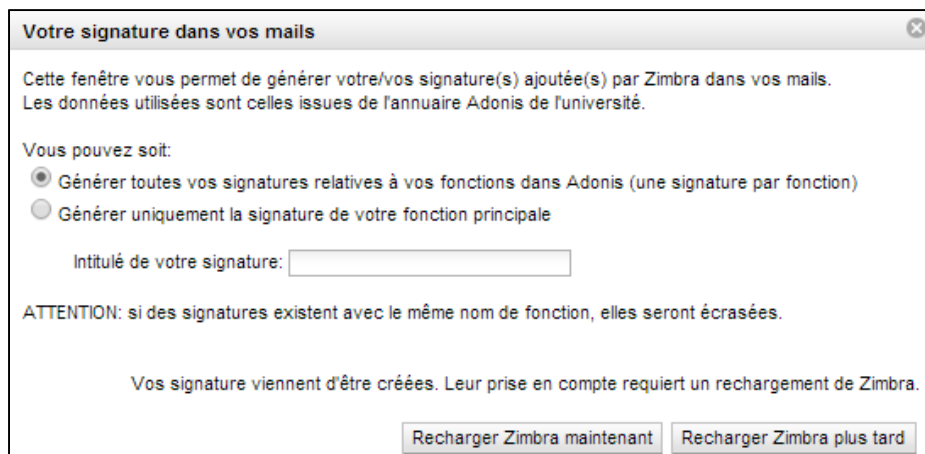 Votre signature dans vos mails
Cette fenêtre vous permet de générer votre/vos signature(s) ajoutée(s) par Zimbra dans vos mails.
Les données utilisées sont celles issues de l'annuaire Adonis de l'université.
Vous pouvez soit:
Générer toutes vos signatures relatives à vos fonctions dans Adonis (une signature par fonction)
Générer uniquement la signature de votre fonction principale
Intitulé de votre signature:
ATTENTION: si des signatures existent avec le même nom de fonction, elles seront écrasées.
Vos signature viennent d'être créées. Leur prise en compte requiert un rechargement de Zimbra.
Recharger Zimbra maintenant Recharger Zimbra plus tard